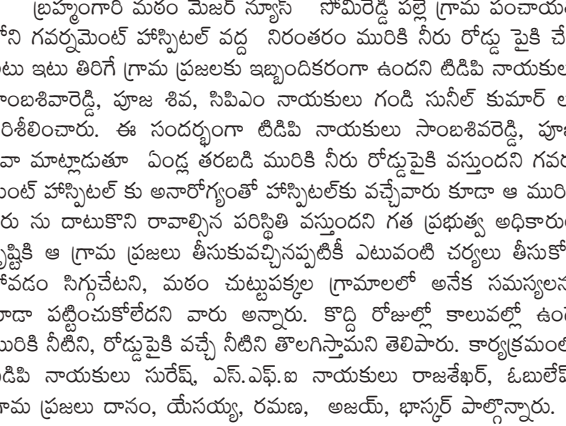 బ్రహ్మంగారి మఠం మేజర్ న్యూస్ సోమిరెడ్డి పల్లె గ్రామ పంచాయ
గవర్నమెంట్ హాస్పిటల్ వద్ద నిరంతరం మురికి నీరు రోడ్డు పైకి చే
ఇటు తిరిగే గ్రామ ప్రజలకు ఇబ్బందికరంగా ఉందని టిడిపి నాయకుల
పూజ శివ, సిపిఎం నాయకులు గండి సునీల్ కుమార్
ఈ సందర్భంగా టిడిపి నాయకులు సాంబశివరెడ్డి,
మాట్లాడుతూ ఏండ్ల తరబడి మురికి నీరు రోడ్డుపైకి వస్తుందని గవర
హాస్పిటల్ కు అనారోగ్యంతో హాస్పిటల్‌కు వచ్చేవారు కూడా ఆ మురి
ను దాటుకొని రావాల్సిన పరిస్థితి వస్తుందని గత ప్రభుత్వ అధికారుల
ఆ గ్రామ ప్రజలు తీసుకువచ్చినప్పటికీ ఎటువంటి చర్యలు తీసుకో
సిగ్గుచేటని, మఠం చుట్టుపక్కల గ్రామాలలో అనేక సమస్యలన
పట్టించుకోలేదని వారు అన్నారు. కొద్ది రోజుల్లో కాలువల్లో ఉండే
నీటిని, రోడ్డుపైకి వచ్చే నీటిని తొలగిస్తామని తెలిపారు. కార్యక్రమంల
నాయకులు సురేష్, ఎస్.ఎఫ్.ఐ నాయకులు రాజశేఖర్, ఓబులేష్
ప్రజలు దానం, యేసయ్య, రమణ, అజయ్, భాస్కర్ పాల్గొన్నారు.